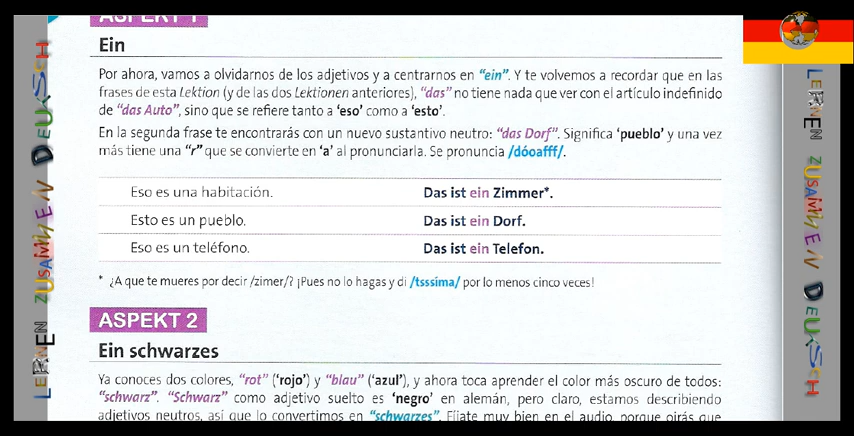 ASPEKT 1
Ein
Por ahora, vamos a olvidarnos de los adjetivos y a centrarnos en "ein". Y te volvemos a recordar que en las
frases de esta Lektion (y de las dos Lektionen anteriores), "das" no tiene nada que ver con el artículo indefinido
de "das Auto", sino que se refiere tanto a 'eso' como a 'esto'.
En la segunda frase te encontrarás con un nuevo sustantivo neutro: "das Dorf". Significa 'pueblo' y una vez
más tiene una "r" que se convierte en 'a' al pronunciarla. Se pronuncia /dóoafff/.
Eso es una habitación. Das ist ein Zimmer*.
Esto es un pueblo. Das ist ein Dorf.
Eso es un teléfono. Das ist ein Telefon.
* ¿A que te mueres por decir /zimer/? ¡Pues no lo hagas y di /tsssíma/ por lo menos cinco veces!
ASPEKT 2
Ein schwarzes
Ya conoces dos colores, "rot" ('rojo') y "blau" ('azul'), y ahora toca aprender el color más oscuro de todos:
"schwarz". "Schwarz" como adjetivo suelto es 'negro' en alemán, pero claro, estamos describiendo
adjetivos neutros, así que lo convertimos en "schwarzes". Fíjate muy bien en el audio, porque oirás que
LERNEN ZUSAMMEN DEUTSCH
LERNEN ZUSAMMEN DEUTSCH